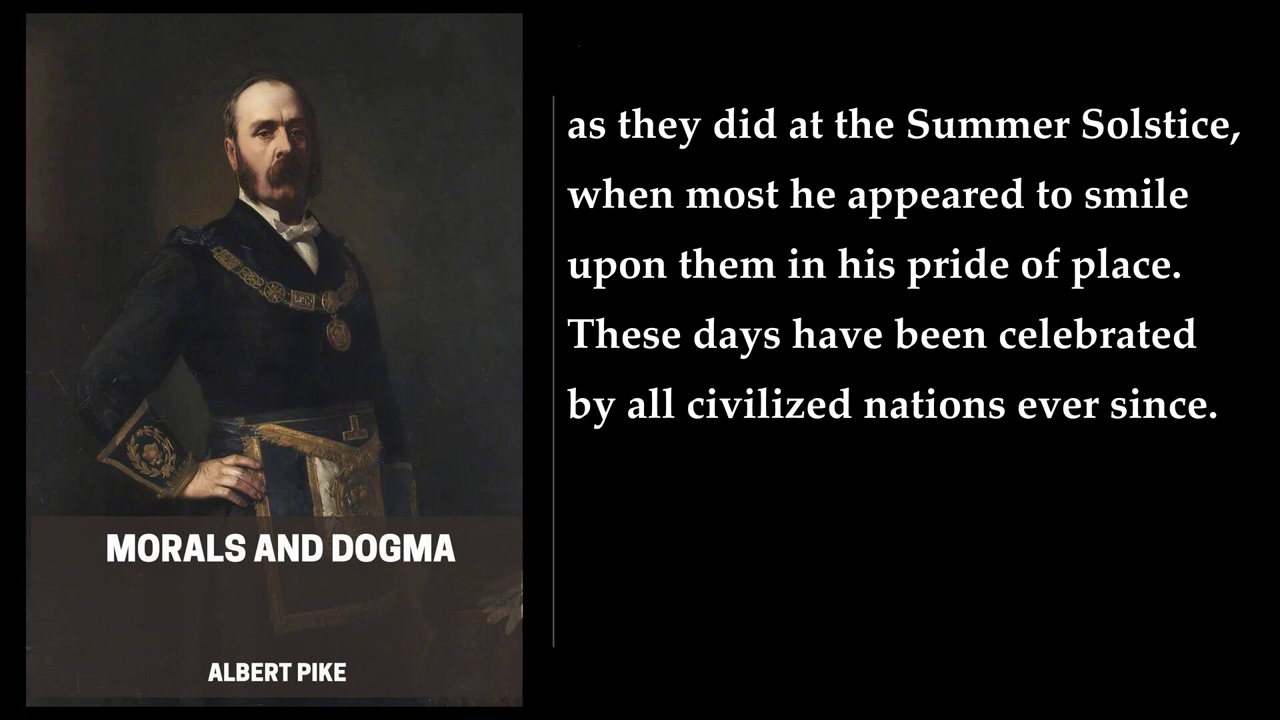 MORALS AND DOGMA
ALBERT PIKE
as they did at the Summer Solstice,
when most he appeared to smile
upon them in his pride of place.
These days have been celebrated
by all civilized nations ever since.